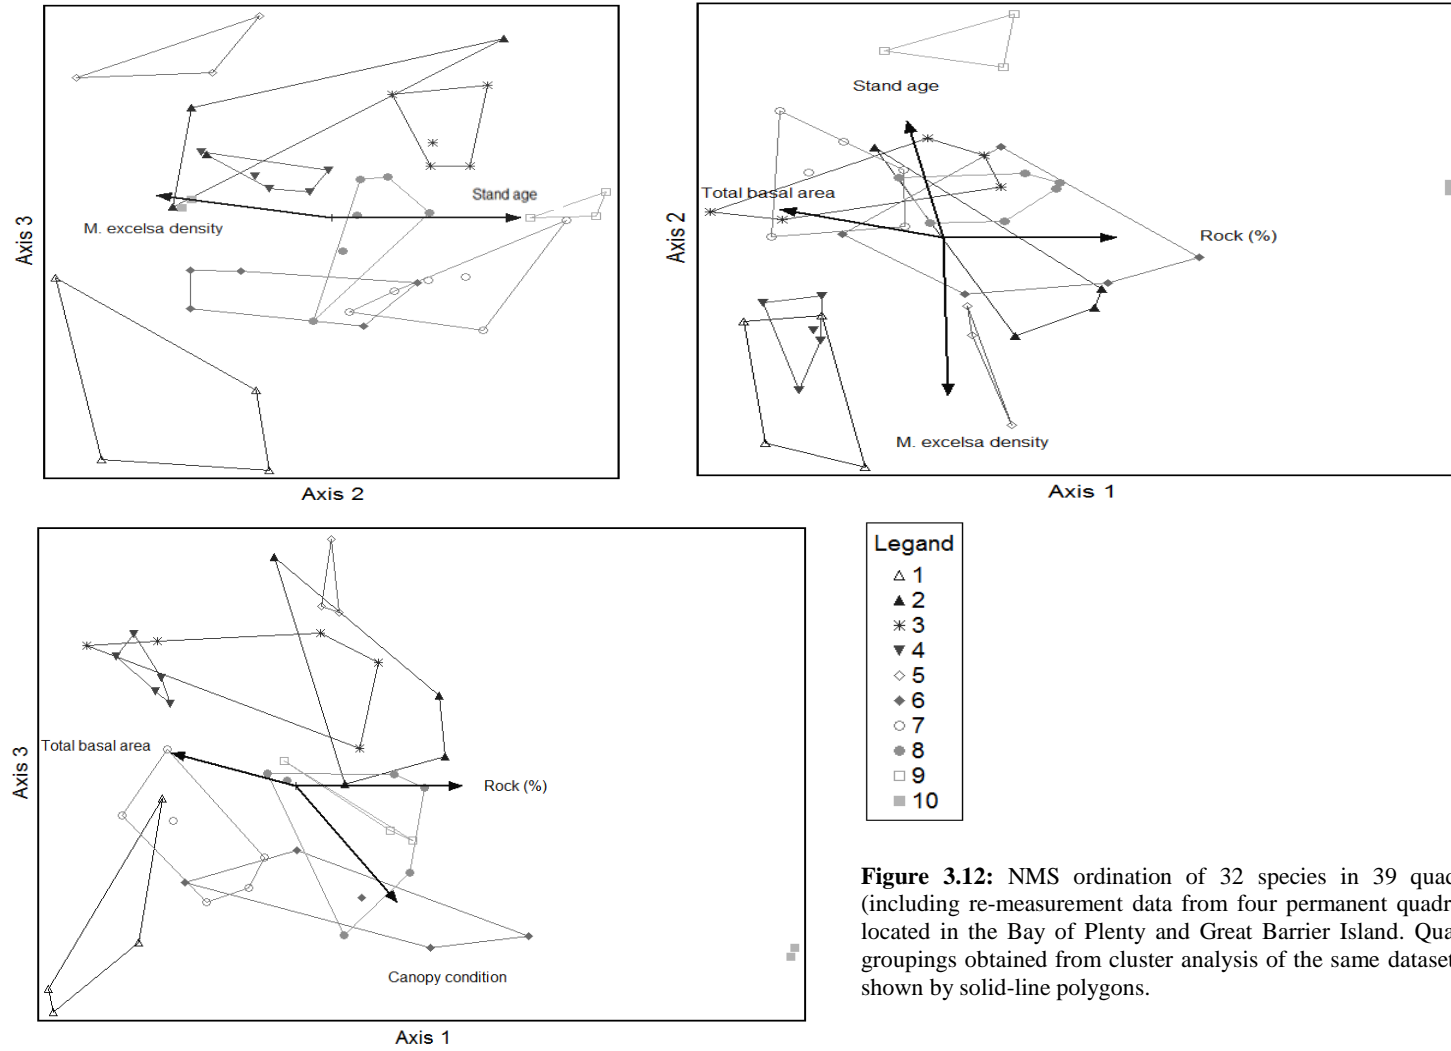 Axis 3
M. excelsa density
Stand age
Axis 2
Axis 2
Stand age
Total basal area
Rock (%)
M. excelsa density
Axis 1
Axis 3
Total basal area
Rock (%)
Canopy condition
Axis 1
Legand
1
2
3
4
5
6
7
8
9
10
Figure 3.12: NMS ordination of 32 species in 39 quad
(including re-measurement data from four permanent quadr
located in the Bay of Plenty and Great Barrier Island. Qua
groupings obtained from cluster analysis of the same dataset
shown by solid-line polygons.